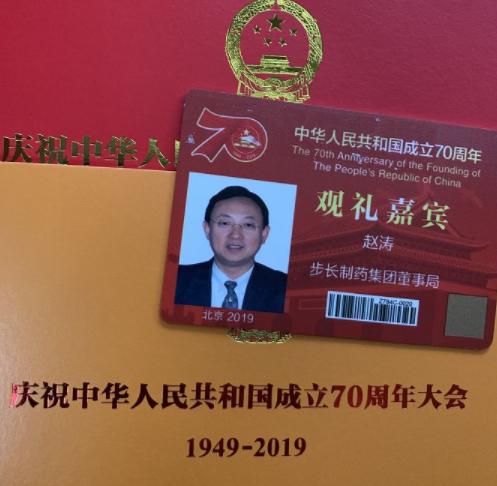 庆祝中华人民
70
中华人民共和国成立70周年
The 70th Anniversary of the Founding of
The People's Republic of China
观礼嘉宾
赵涛
步长制药集团董事局
北京 2019
庆祝中华人民共和国成立70周年大会
1949-2019